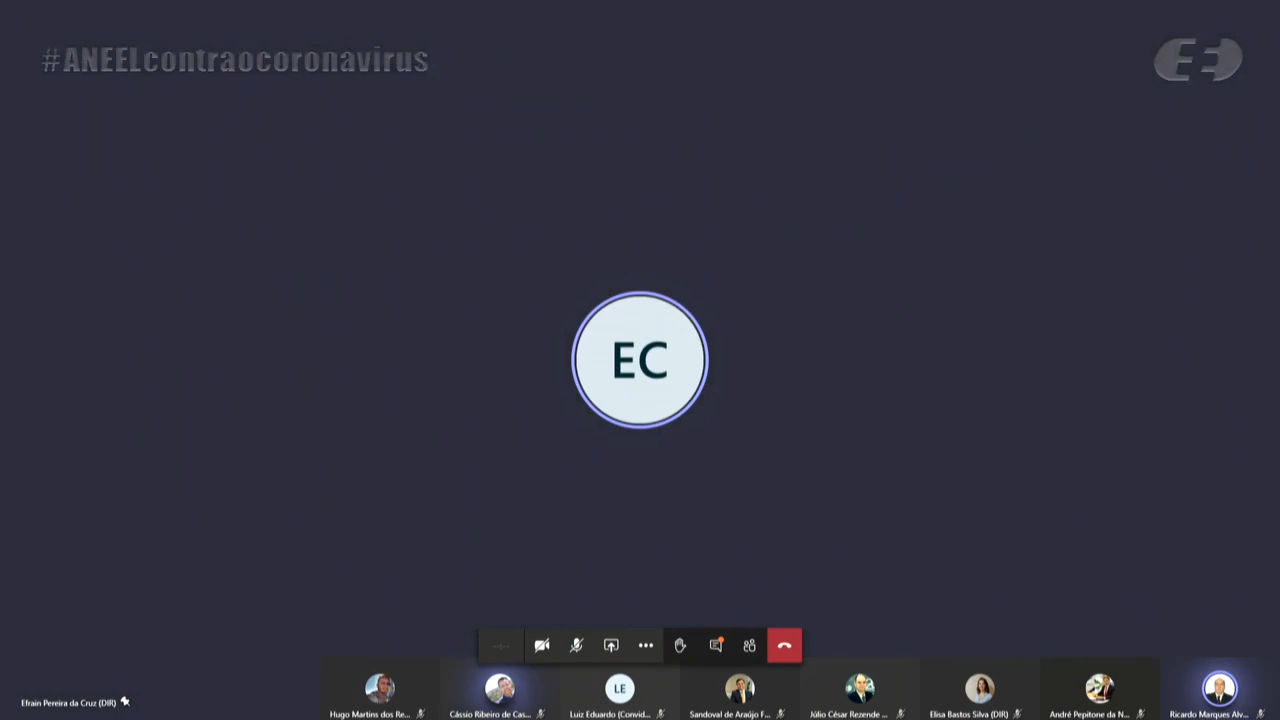 #ANEELcontraocoronavirus
EC
Efrain Pereira da Cruz (DIR)
Hugo Martins dos Re...
Cássio Ribeiro de Cas...
LE
Luiz Eduardo (Convid...
Sandoval de Araújo F...
Júlio César Rezende ...
Elisa Bastos Silva (DIR)
André Pepitone da N...
Ricardo Marques Alv...